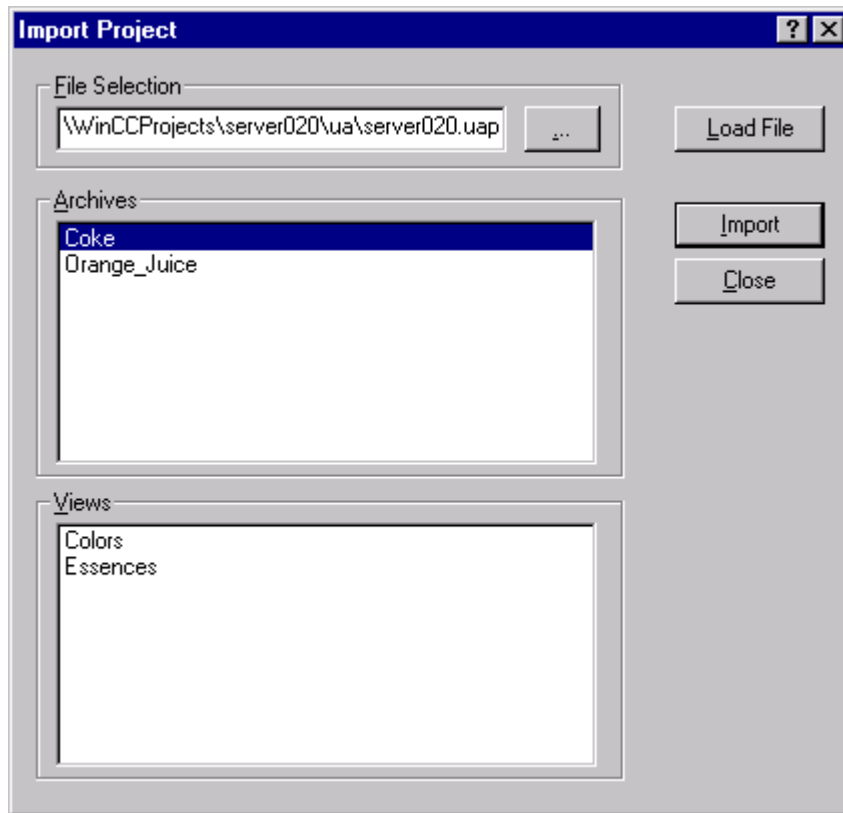 Import Project
File Selection
\WinCCProjects\server020\ua\server020.uap
...
Load File
Archives
Coke
Orange_Juice
Import
Close
Views
Colors
Essences